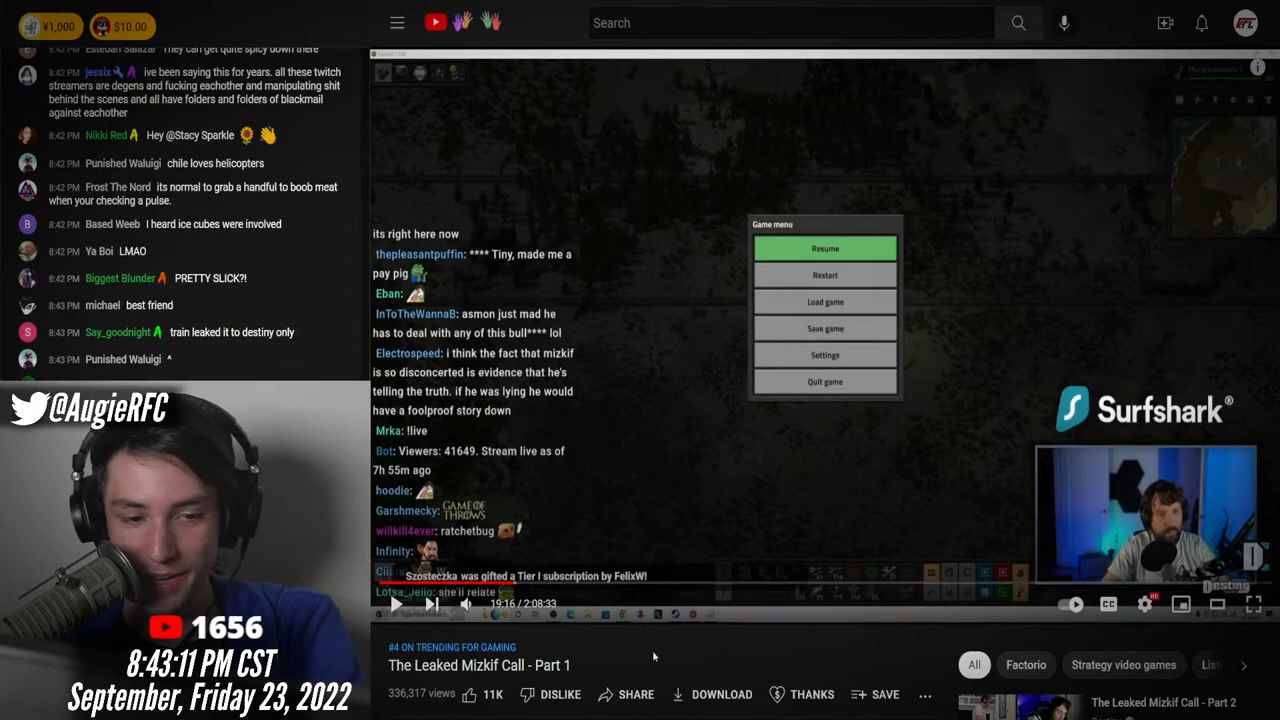 ¥1,000
$10.00
Search
RFC
8:42 PM Esteban Salazar They can get quite spicy down there
8:42 PM jessix ive been saying this for years. all these twitch
streamers are degens and fucking eachother and manipulating shit
behind the scenes and all have folders and folders of blackmail
against eachother
8:42 PM Nikki Red Hey @Stacy Sparkle
8:42 PM Punished Waluigi chile loves helicopters
8:42 PM Frost The Nord its normal to grab a handful to boob meat
when your checking a pulse.
8:42 PM Based Weeb I heard ice cubes were involved
8:42 PM Ya Boi LMAO
8:42 PM Biggest Blunder PRETTY SLICK?!
8:43 PM michael best friend
8:43 PM Say_goodnight train leaked it to destiny only
8:43 PM Punished Waluigi ^
@AugieRFC
1656
8:43:11 PM CST
September, Friday 23, 2022
its right here now
thepleasantpuffin: **** Tiny, made me a
pay pig
Eban:
InToTheWannaB: asmon just mad he
has to deal with any of this bull**** lol
Electrospeed: i think the fact that mizkif
is so disconcerted is evidence that he's
telling the truth. if he was lying he would
have a foolproof story down
Mrka: !live
Bot: Viewers: 41649. Stream live as of
7h 55m ago
hoodie:
Garshmecky: GAME OF THRONES
willkill4ever: ratchetbug
Infinity:
Szosteczka was gifted a Tier 1 subscription by FelixW!
Game menu
Resume
Restart
Load game
Save game
Settings
Quit game
Surfshark®
D
Destiny
19:16 / 2:08:33
CC
HD
#4 ON TRENDING FOR GAMING
The Leaked Mizkif Call - Part 1
336,317 views 11K DISLIKE SHARE DOWNLOAD THANKS SAVE ...
All Factorio Strategy video games
The Leaked Mizkif Call - Part 2